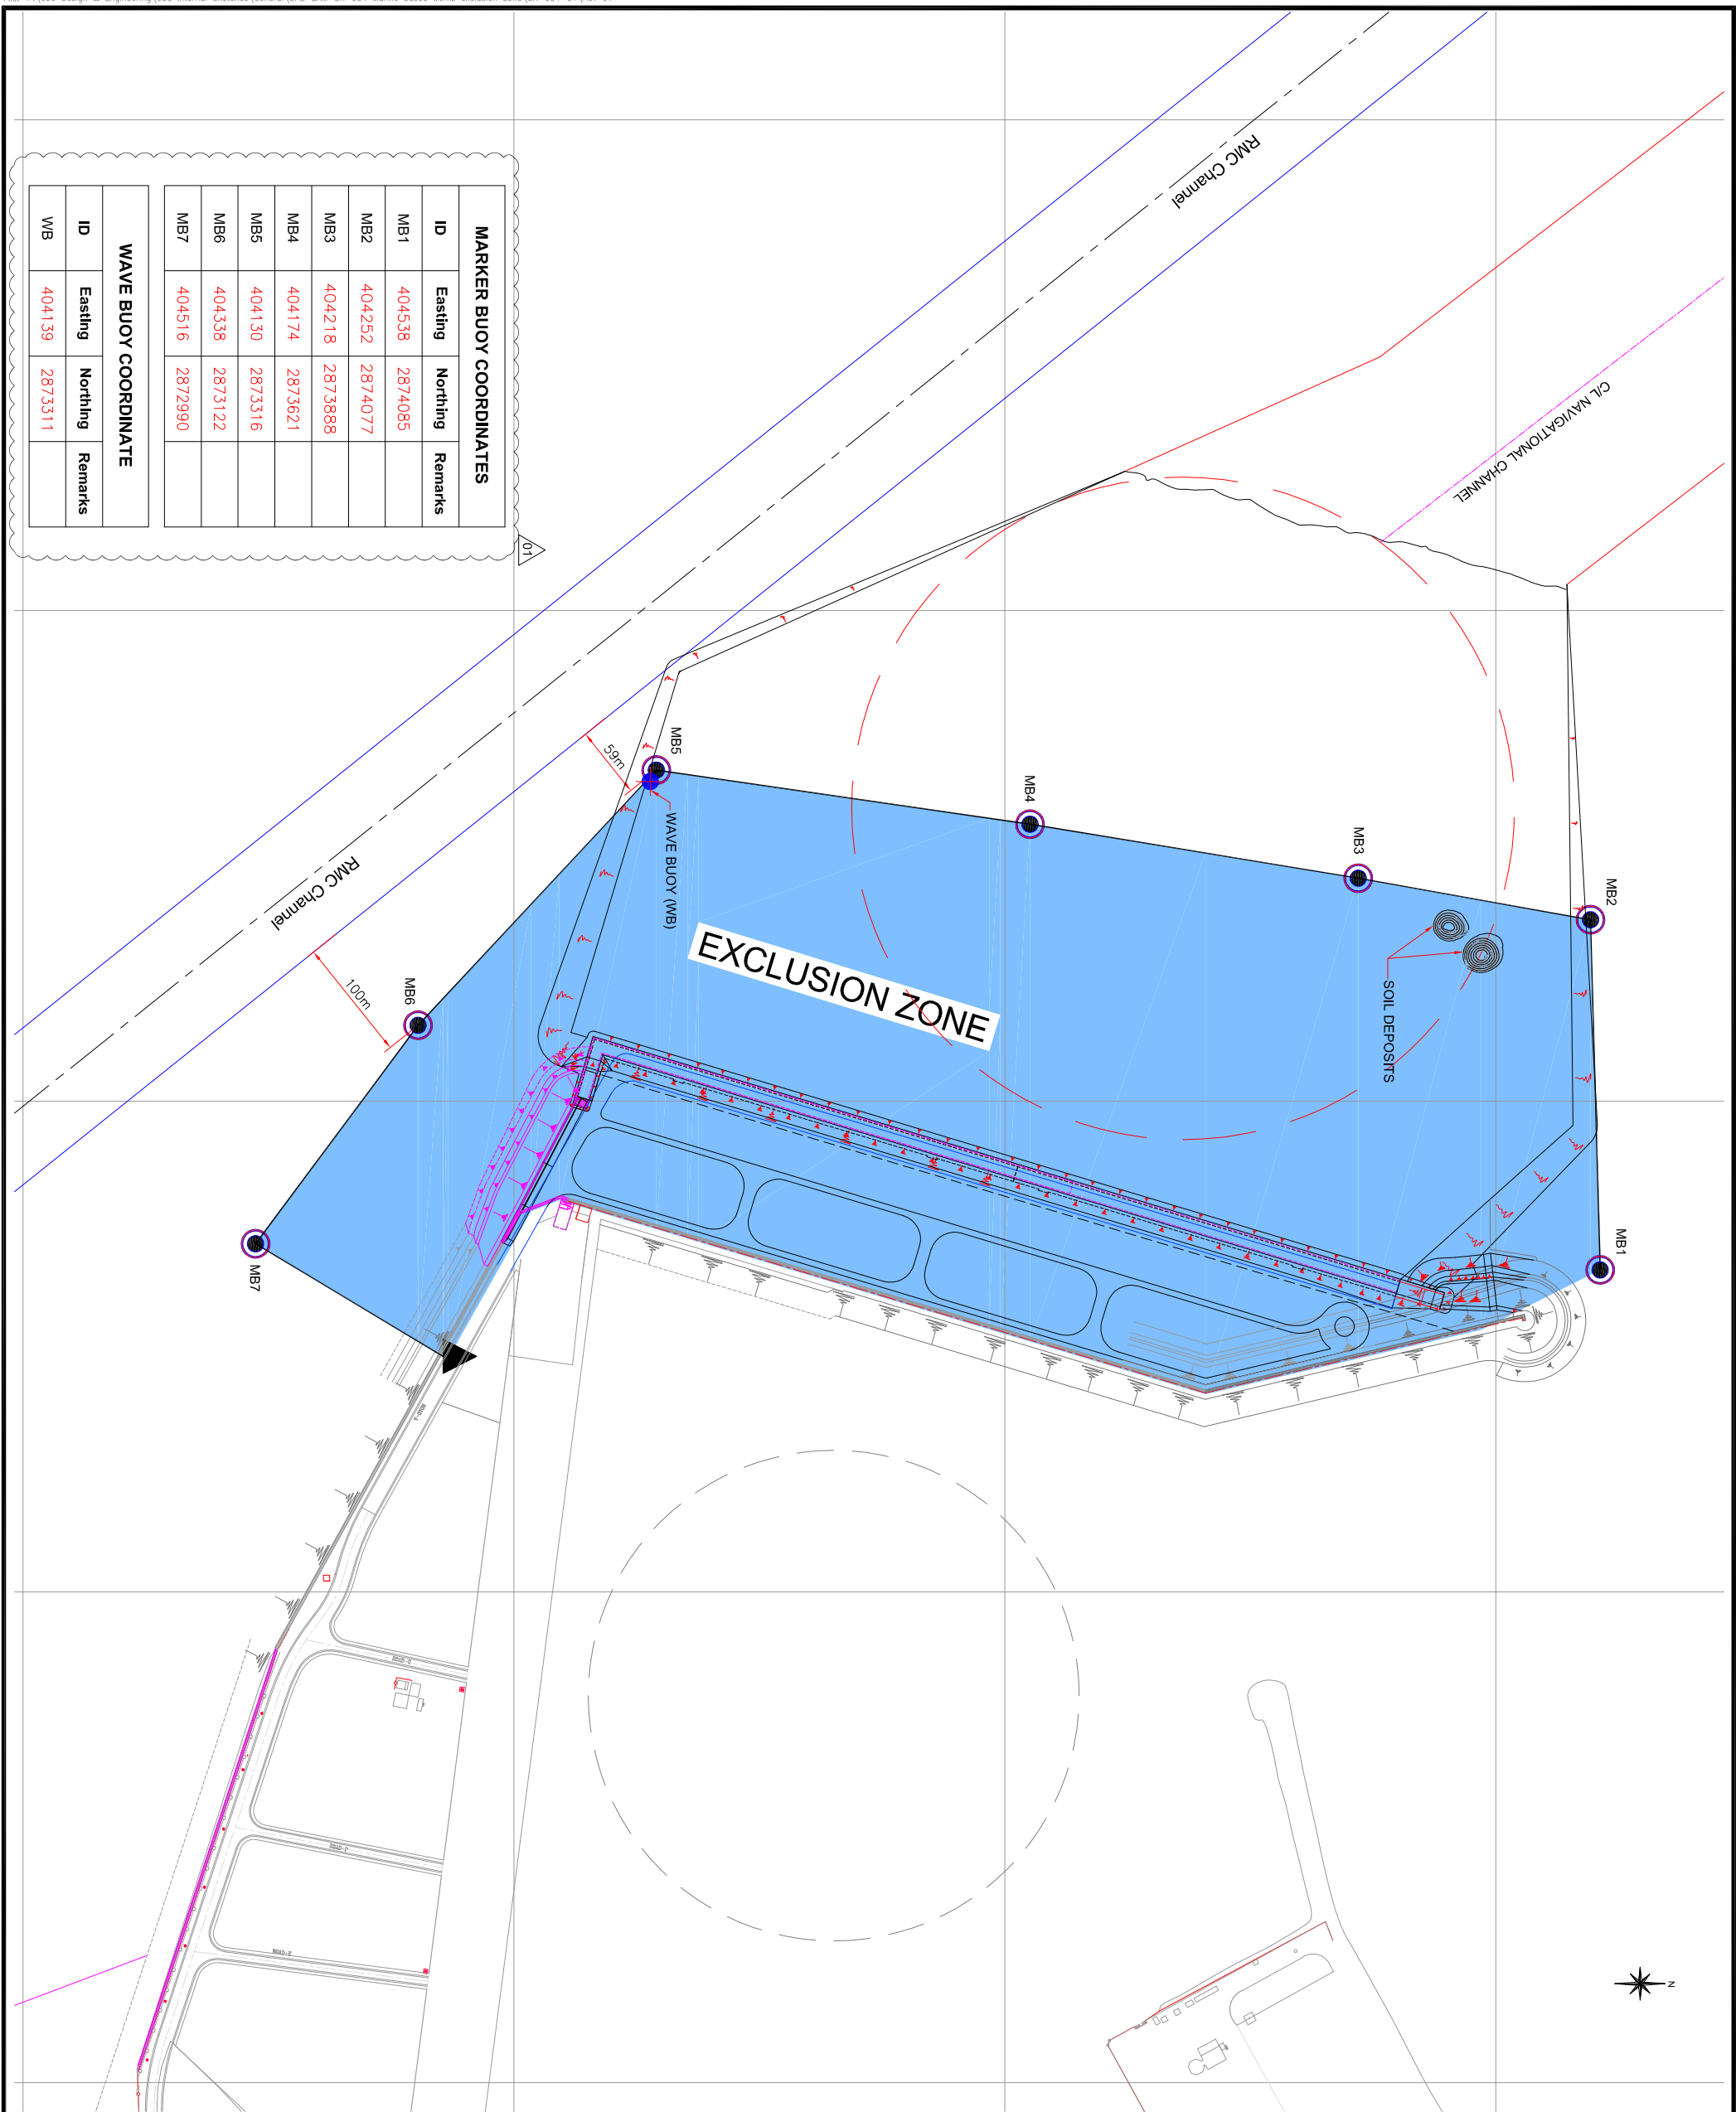 MARKER BUOY COORDINATES
ID Easting Northing Remarks
MB1 404538 2874085
MB2 404252 2874077
MB3 404218 2873888
MB4 404174 2873621
MB5 404130 2873316
MB6 404338 2873122
MB7 404516 2872990
WAVE BUOY COORDINATE
ID Easting Northing Remarks
WB 404139 2873311
01
RMC Channel
C/L NAVIGATIONAL CHANNEL
MB5
59m
WAVE BUOY (WB)
MB4
MB3
MB2
SOIL DEPOSITS
EXCLUSION ZONE
RMC Channel
100m
MB6
MB1
MB7
N